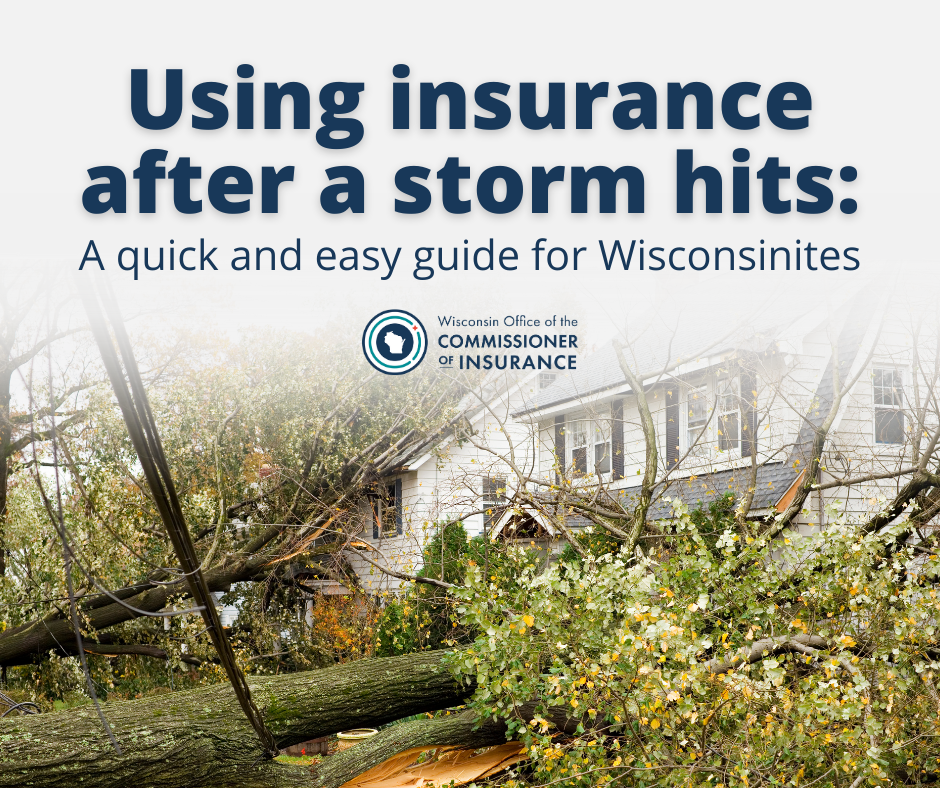 Using insurance
after a storm hits:
A quick and easy guide for Wisconsinites
Wisconsin Office of the
COMMISSIONER
OF INSURANCE